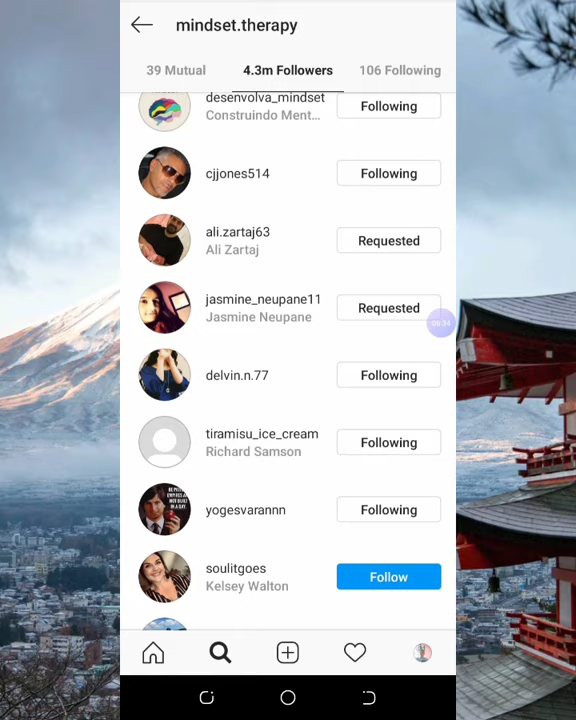 mindset.therapy
39 Mutual 4.3m Followers 106 Following
desenvolva_mindset
Construindo Ment...
Following
cjjones514
Following
ali.zartaj63
Ali Zartaj
Requested
jasmine_neupane11
Jasmine Neupane
Requested
delvin.n.77
Following
tiramisu_ice_cream
Richard Samson
Following
yogesvarannn
Following
soulitgoes
Kelsey Walton
Follow